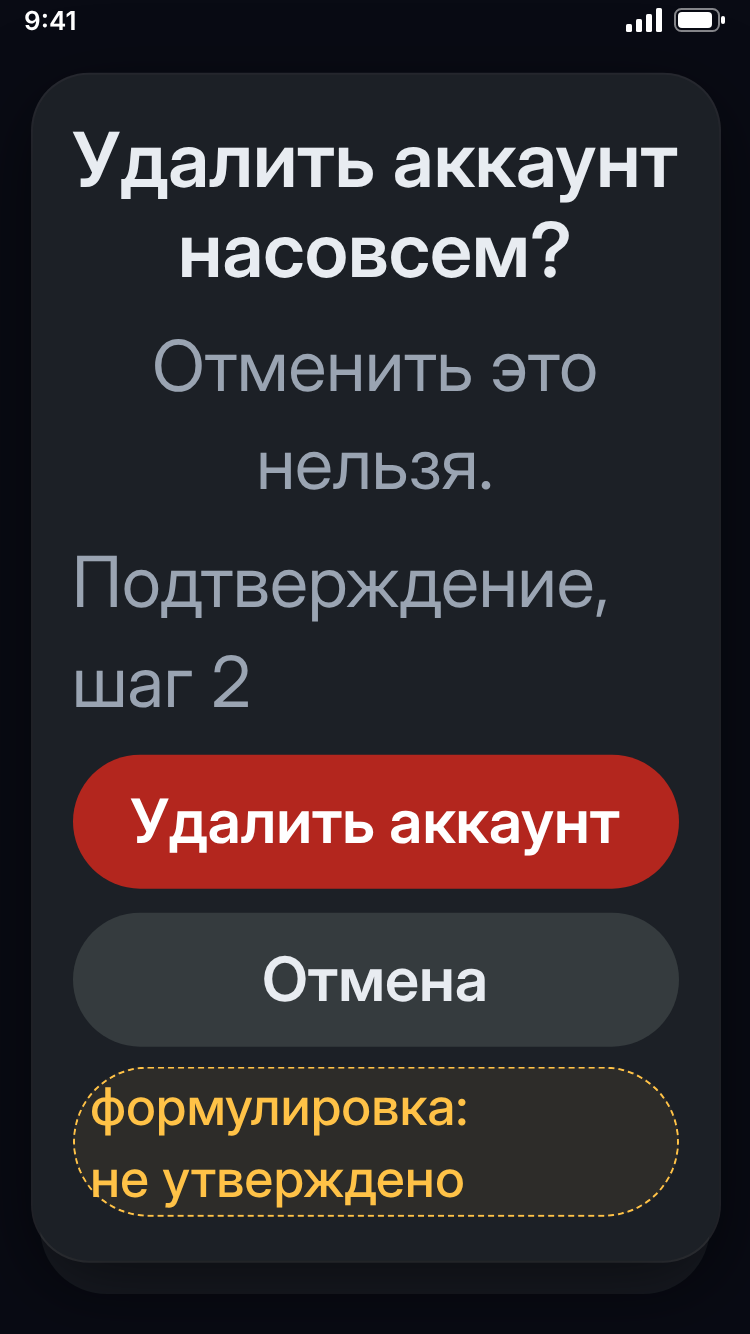 9:41
Удалить аккаунт
насовсем?
Отменить это
нельзя.
Подтверждение,
шаг 2
Удалить аккаунт
Отмена
формулировка:
не утверждено